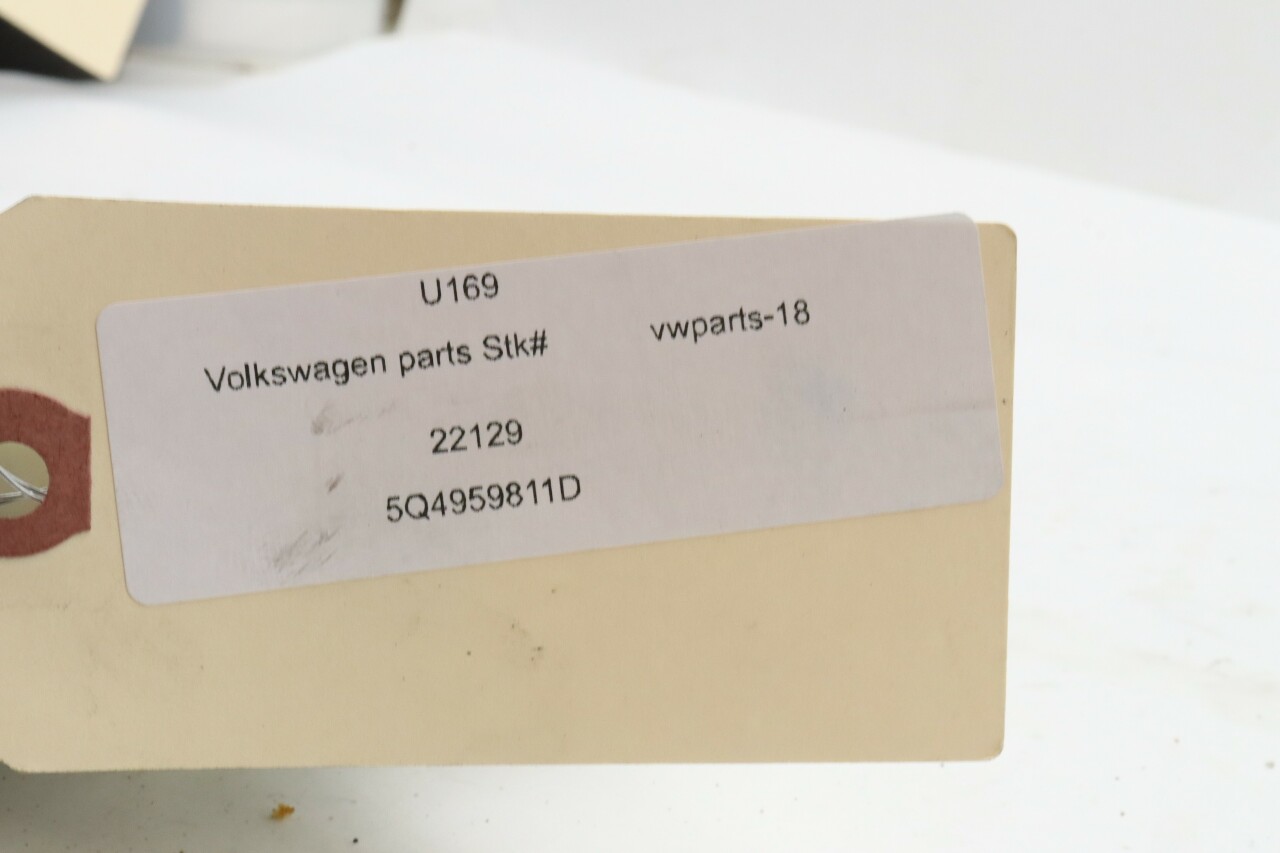 U169
Volkswagen parts Stk# vwparts-18
22129
5Q4959811D